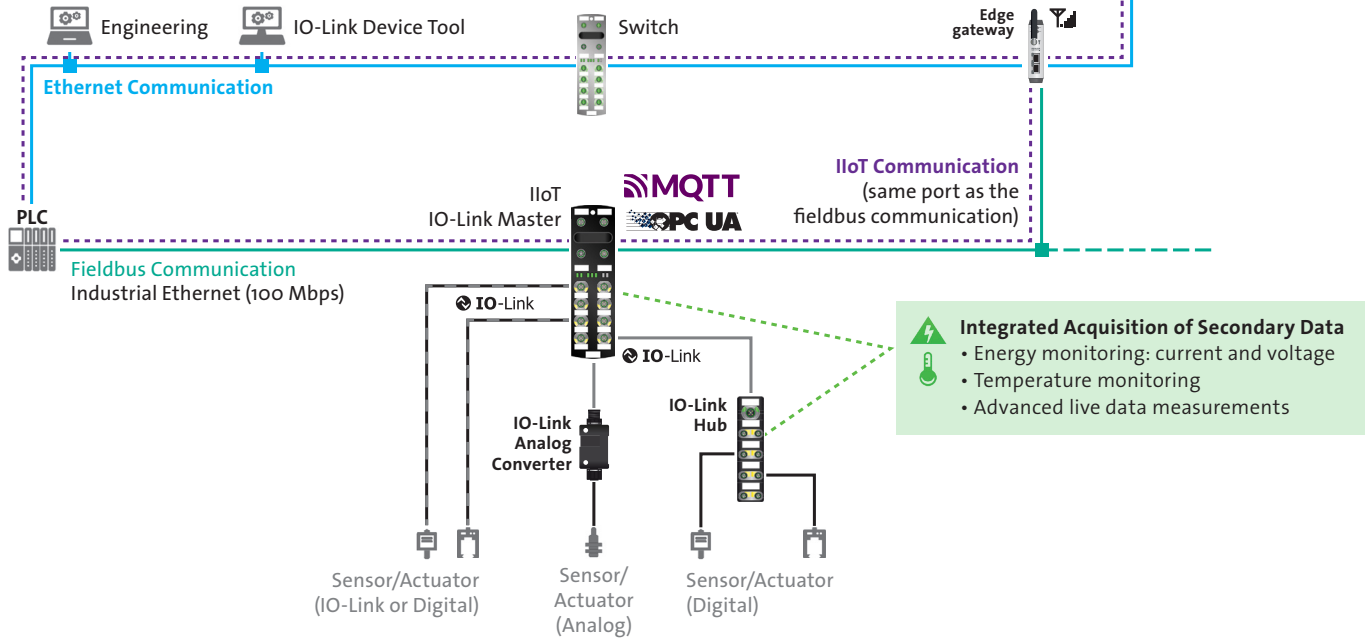 Engineering
IO-Link Device Tool
Switch
Edge
gateway
Ethernet Communication
IIoT Communication
(same port as the
fieldbus communication)
IIoT
IO-Link Master
MQTT
OPC UA
PLC
Fieldbus Communication
Industrial Ethernet (100 Mbps)
IO-Link
IO-Link
Integrated Acquisition of Secondary Data
• Energy monitoring: current and voltage
• Temperature monitoring
• Advanced live data measurements
IO-Link
Hub
IO-Link
Analog
Converter
Sensor/Actuator
(IO-Link or Digital)
Sensor/
Actuator
(Analog)
Sensor/Actuator
(Digital)